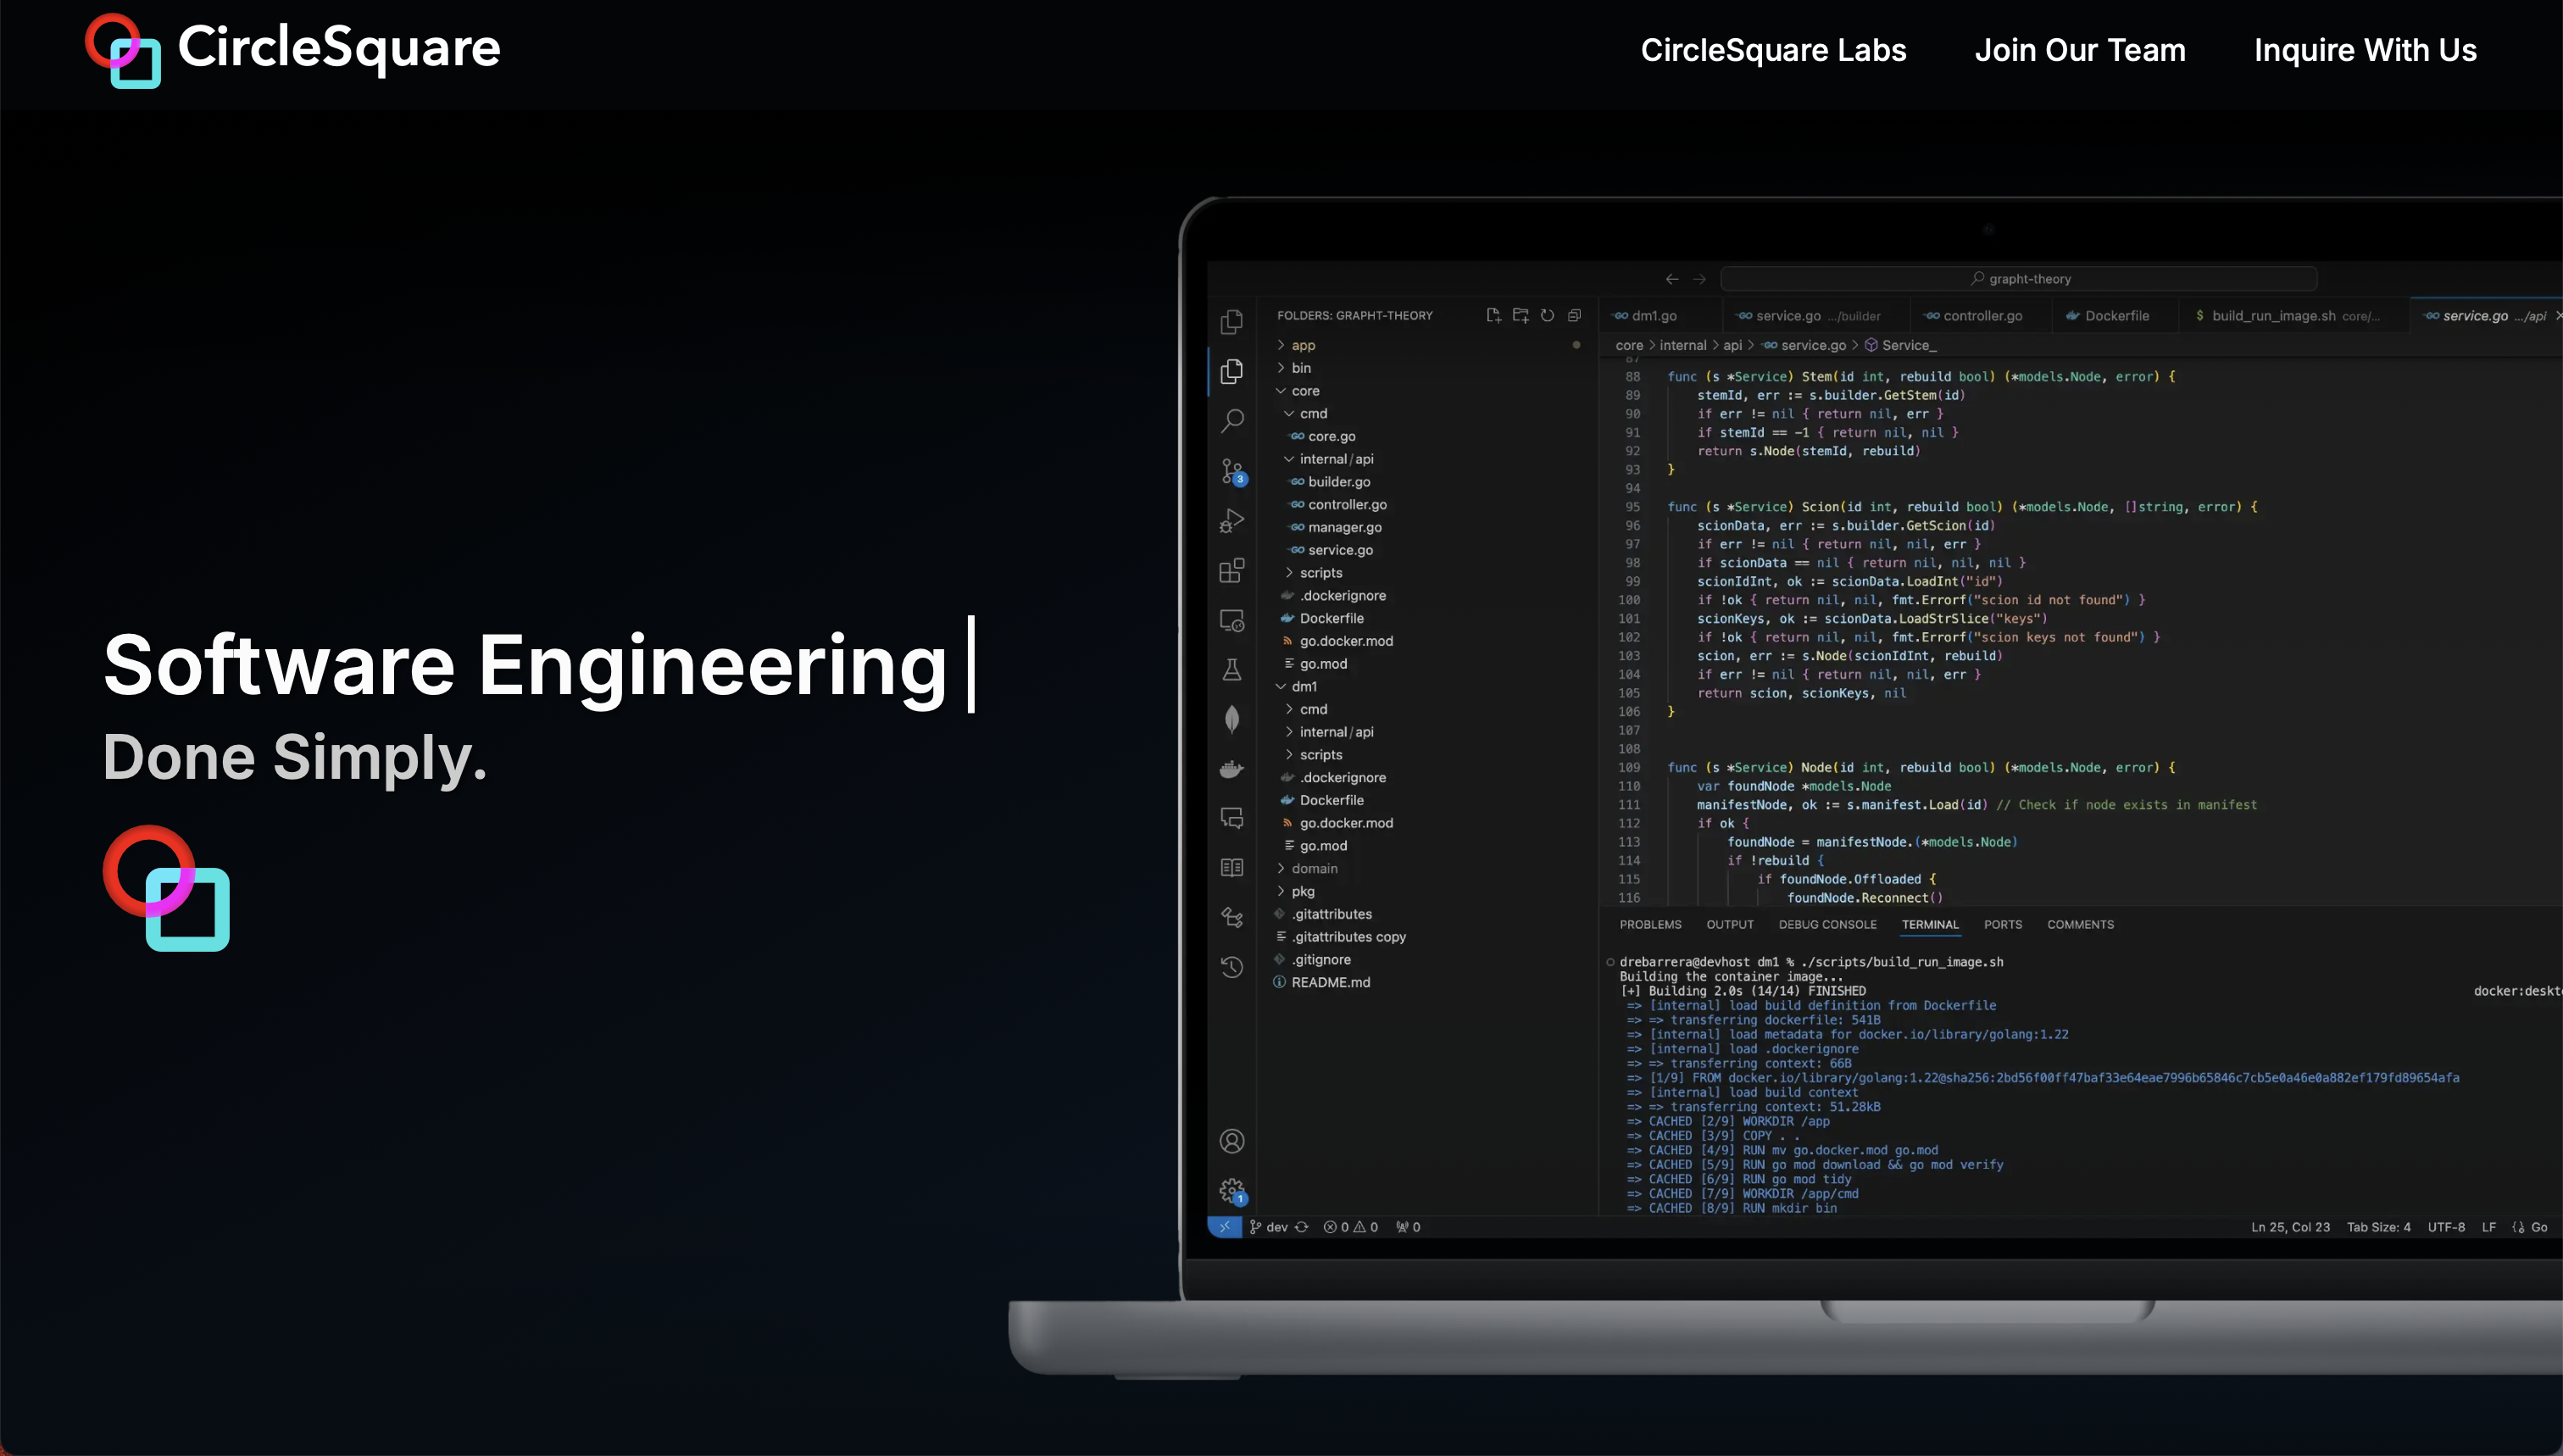 CircleSquare
CircleSquare Labs
Join Our Team
Inquire With Us
Software Engineering
Done Simply.
grapht-theory
FOLDERS: GRAPHT-THEORY
app
bin
core
cmd
core.go
internal/api
builder.go
controller.go
manager.go
service.go
scripts
.dockerignore
Dockerfile
go.docker.mod
go.mod
dm1
cmd
internal/api
scripts
.dockerignore
Dockerfile
go.docker.mod
go.mod
domain
pkg
.gitattributes
.gitattributes copy
.gitignore
README.md
3
1
dm1.go
service.go .../builder
controller.go
Dockerfile
$ build_run_image.sh core/...
service.go .../api
core > internal > api > service.go > Service_
87
88 func (s *Service) Stem(id int, rebuild bool) (*models.Node, error) {
89 stemId, err := s.builder.GetStem(id)
90 if err != nil { return nil, err }
91 if stemId == -1 { return nil, nil }
92 return s.Node(stemId, rebuild)
93 }
94
95 func (s *Service) Scion(id int, rebuild bool) (*models.Node, []string, error) {
96 scionData, err := s.builder.GetScion(id)
97 if err != nil { return nil, nil, err }
98 if scionData == nil { return nil, nil, nil }
99 scionIdInt, ok := scionData.LoadInt("id")
100 if !ok { return nil, nil, fmt.Errorf("scion id not found") }
101 scionKeys, ok := scionData.LoadStrSlice("keys")
102 if !ok { return nil, nil, fmt.Errorf("scion keys not found") }
103 scion, err := s.Node(scionIdInt, rebuild)
104 if err != nil { return nil, nil, err }
105 return scion, scionKeys, nil
106 }
107
108
109 func (s *Service) Node(id int, rebuild bool) (*models.Node, error) {
110 var foundNode *models.Node
111 manifestNode, ok := s.manifest.Load(id) // Check if node exists in manifest
112 if ok {
113 foundNode = manifestNode.(*models.Node)
114 if !rebuild {
115 if foundNode.Offloaded {
116 foundNode.Reconnect()
PROBLEMS OUTPUT DEBUG CONSOLE TERMINAL PORTS COMMENTS
drebarrera@devhost dm1 % ./scripts/build_run_image.sh
Building the container image...
[+] Building 2.0s (14/14) FINISHED docker:deskto
=> [internal] load build definition from Dockerfile
=> => transferring dockerfile: 541B
=> [internal] load metadata for docker.io/library/golang:1.22
=> [internal] load .dockerignore
=> => transferring context: 66B
=> [1/9] FROM docker.io/library/golang:1.22@sha256:2bd56f00ff47baf33e64eae7996b65846c7cb5e0a46e0a882ef179fd89654afa
=> [internal] load build context
=> => transferring context: 51.28kB
=> CACHED [2/9] WORKDIR /app
=> CACHED [3/9] COPY . .
=> CACHED [4/9] RUN mv go.docker.mod go.mod
=> CACHED [5/9] RUN go mod download && go mod verify
=> CACHED [6/9] RUN go mod tidy
=> CACHED [7/9] WORKDIR /app/cmd
=> CACHED [8/9] RUN mkdir bin
dev 0 0 0 Ln 25, Col 23 Tab Size: 4 UTF-8 LF Go